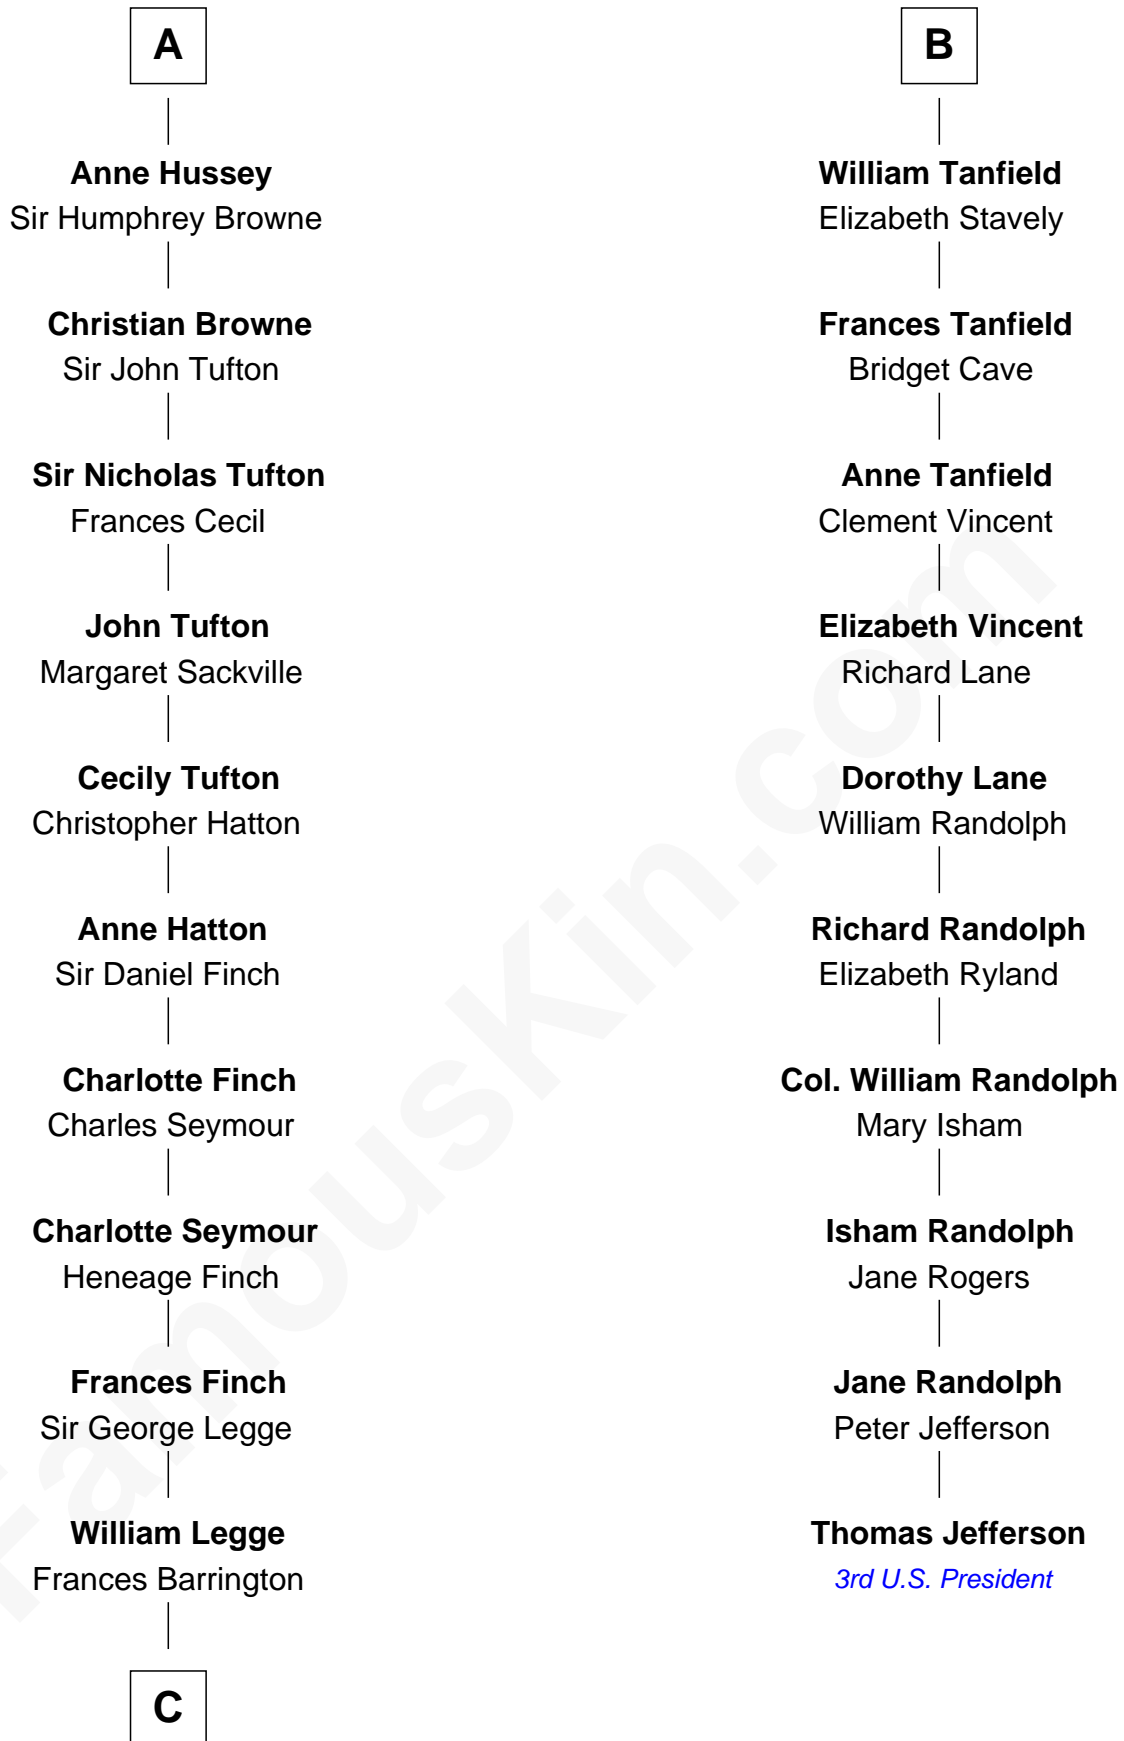 A
Anne Hussey
Sir Humphrey Browne
Christian Browne
Sir John Tufton
Sir Nicholas Tufton
Frances Cecil
John Tufton
Margaret Sackville
Cecily Tufton
Christopher Hatton
Anne Hatton
Sir Daniel Finch
Charlotte Finch
Charles Seymour
Charlotte Seymour
Heneage Finch
Frances Finch
Sir George Legge
William Legge
Frances Barrington
C
B
William Tanfield
Elizabeth Stavely
Frances Tanfield
Bridget Cave
Anne Tanfield
Clement Vincent
Elizabeth Vincent
Richard Lane
Dorothy Lane
William Randolph
Richard Randolph
Elizabeth Ryland
Col. William Randolph
Mary Isham
Isham Randolph
Jane Rogers
Jane Randolph
Peter Jefferson
Thomas Jefferson
3rd U.S. President
FamousKin.com